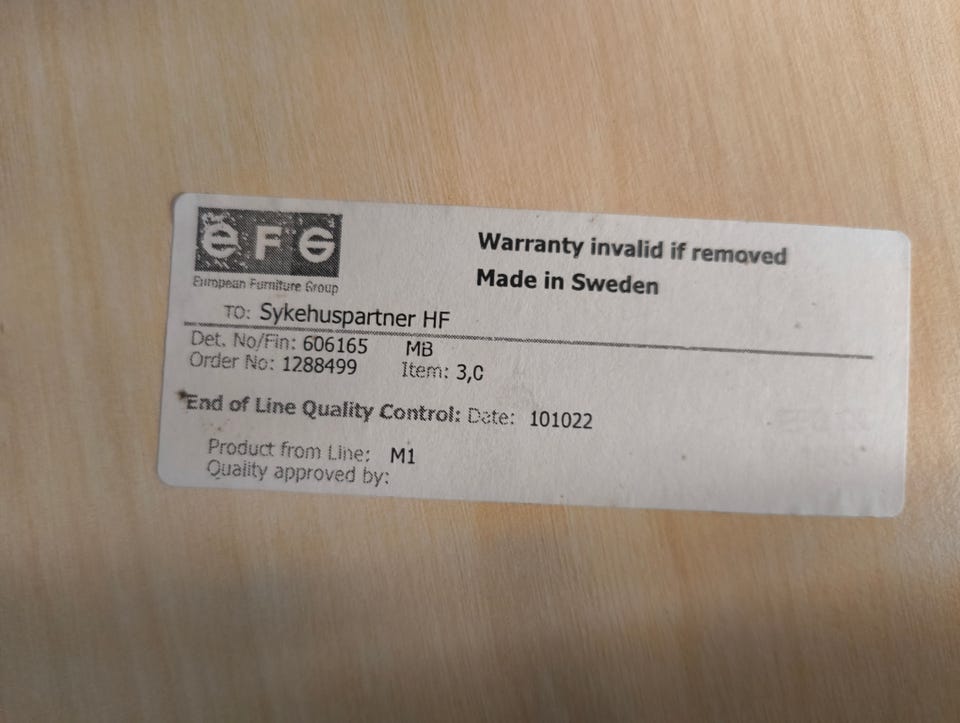 eFG
European Furniture Group
Warranty invalid if removed
Made in Sweden
TO: Sykehuspartner HF
Det. No/Fin: 606165 MB
Order No: 1288499 Item: 3,0
End of Line Quality Control: Date: 101022
Product from Line: M1
Quality approved by: